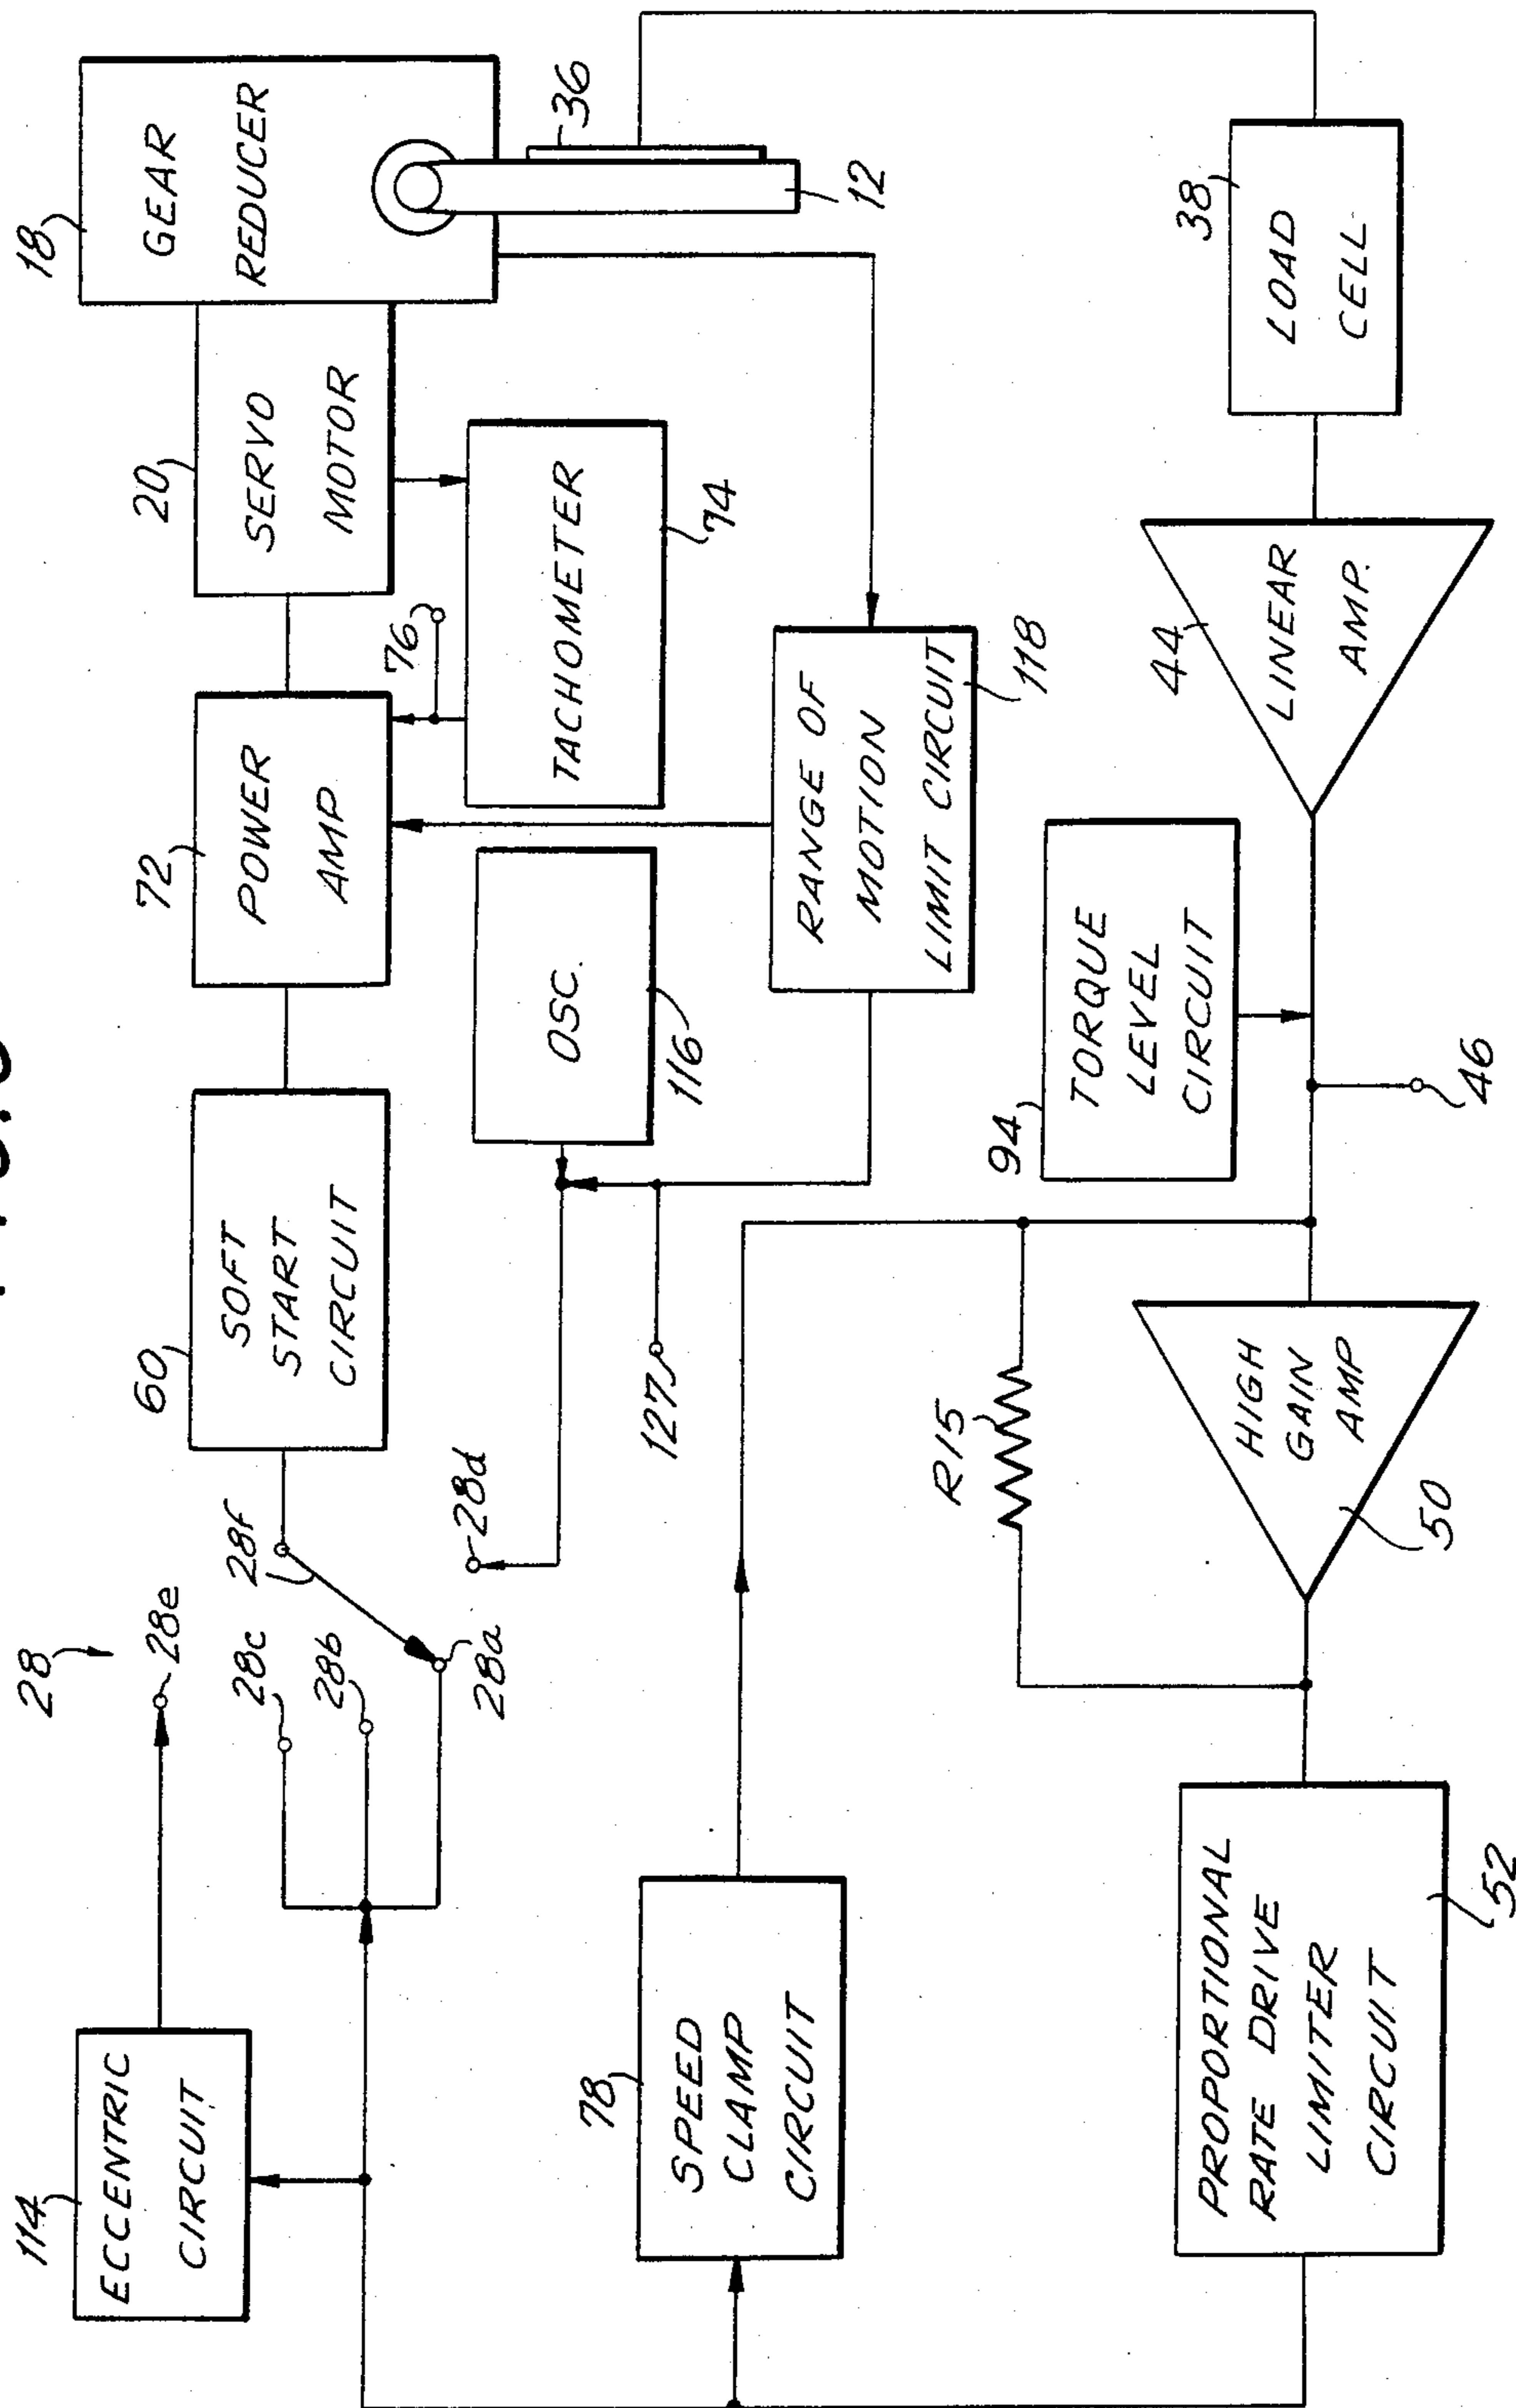 28
114
ECCENTRIC
CIRCUIT
28e
28c
28b
28a
28f
28d
60
SOFT
START
CIRCUIT
72
POWER
AMP
20
SERVO
MOTOR
18
GEAR
REDUCER
76
TACHOMETER
74
36
12
OSC.
116
127
RANGE OF
MOTION
LIMIT CIRCUIT
118
78
SPEED
CLAMP
CIRCUIT
R15
94
TORQUE
LEVEL
CIRCUIT
46
38
LOAD
CELL
44
LINEAR
AMP.
HIGH
GAIN
AMP
50
PROPORTIONAL
RATE DRIVE
LIMITER
CIRCUIT
52